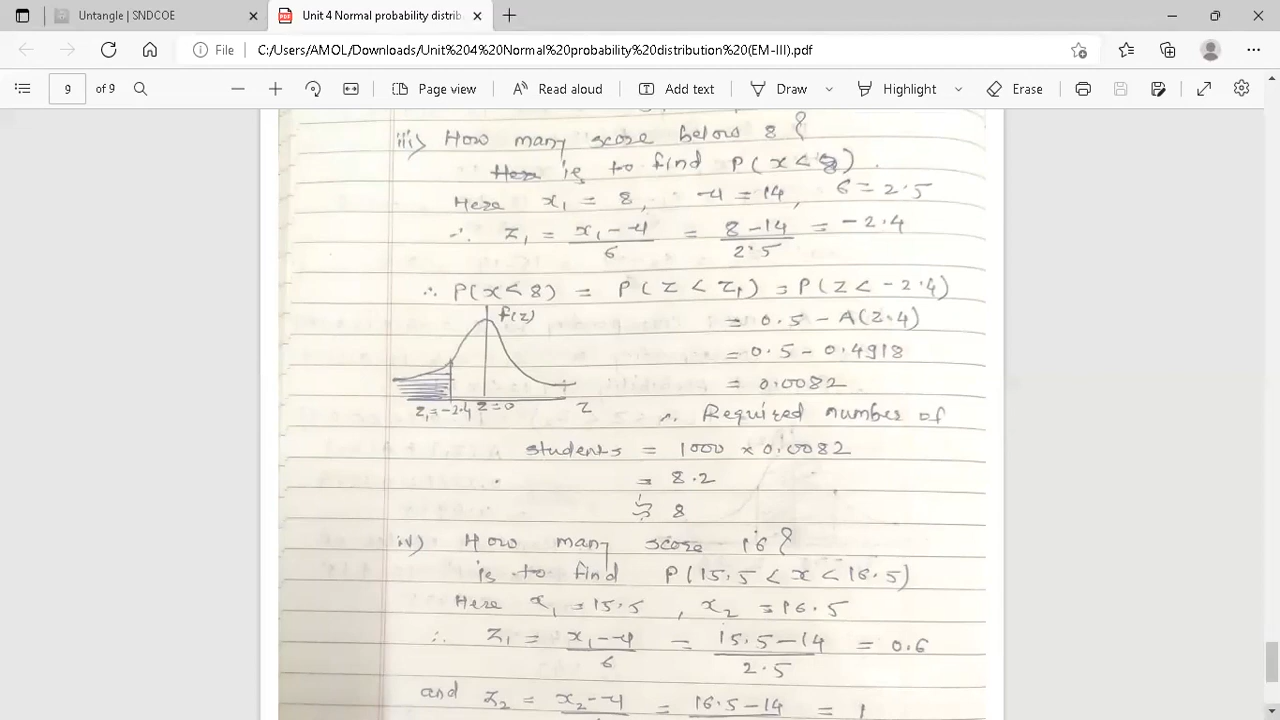 Untangle | SNDCOE
Unit 4 Normal probability distrib
File C:/Users/AMOL/Downloads/Unit%204%20Normal%20probability%20distribution%20(EM-III).pdf
9 of 9 Page view Read aloud Add text Draw Highlight Erase
iii) How many score below 8 ?
is to find P(x < 8).
Here x₁ = 8, μ = 14, σ = 2.5
∴ z₁ = x₁-μ/σ = 8-14/2.5 = -2.4
∴ P(x<8) = P(z < z₁) = P(z < -2.4)
f(z)
= 0.5 - A(2.4)
= 0.5 - 0.4918
= 0.0082
z₁=-2.4 z=0 z
∴ Required number of
students = 1000 x 0.0082
= 8.2
≈ 8
iv) How many score 16 ?
is to find P(15.5 < x < 16.5)
Here x₁ = 15.5, x₂ = 16.5
∴ z₁ = x₁-μ/σ = 15.5-14/2.5 = 0.6
and z₂ = x₂-μ = 16.5-14 = 1